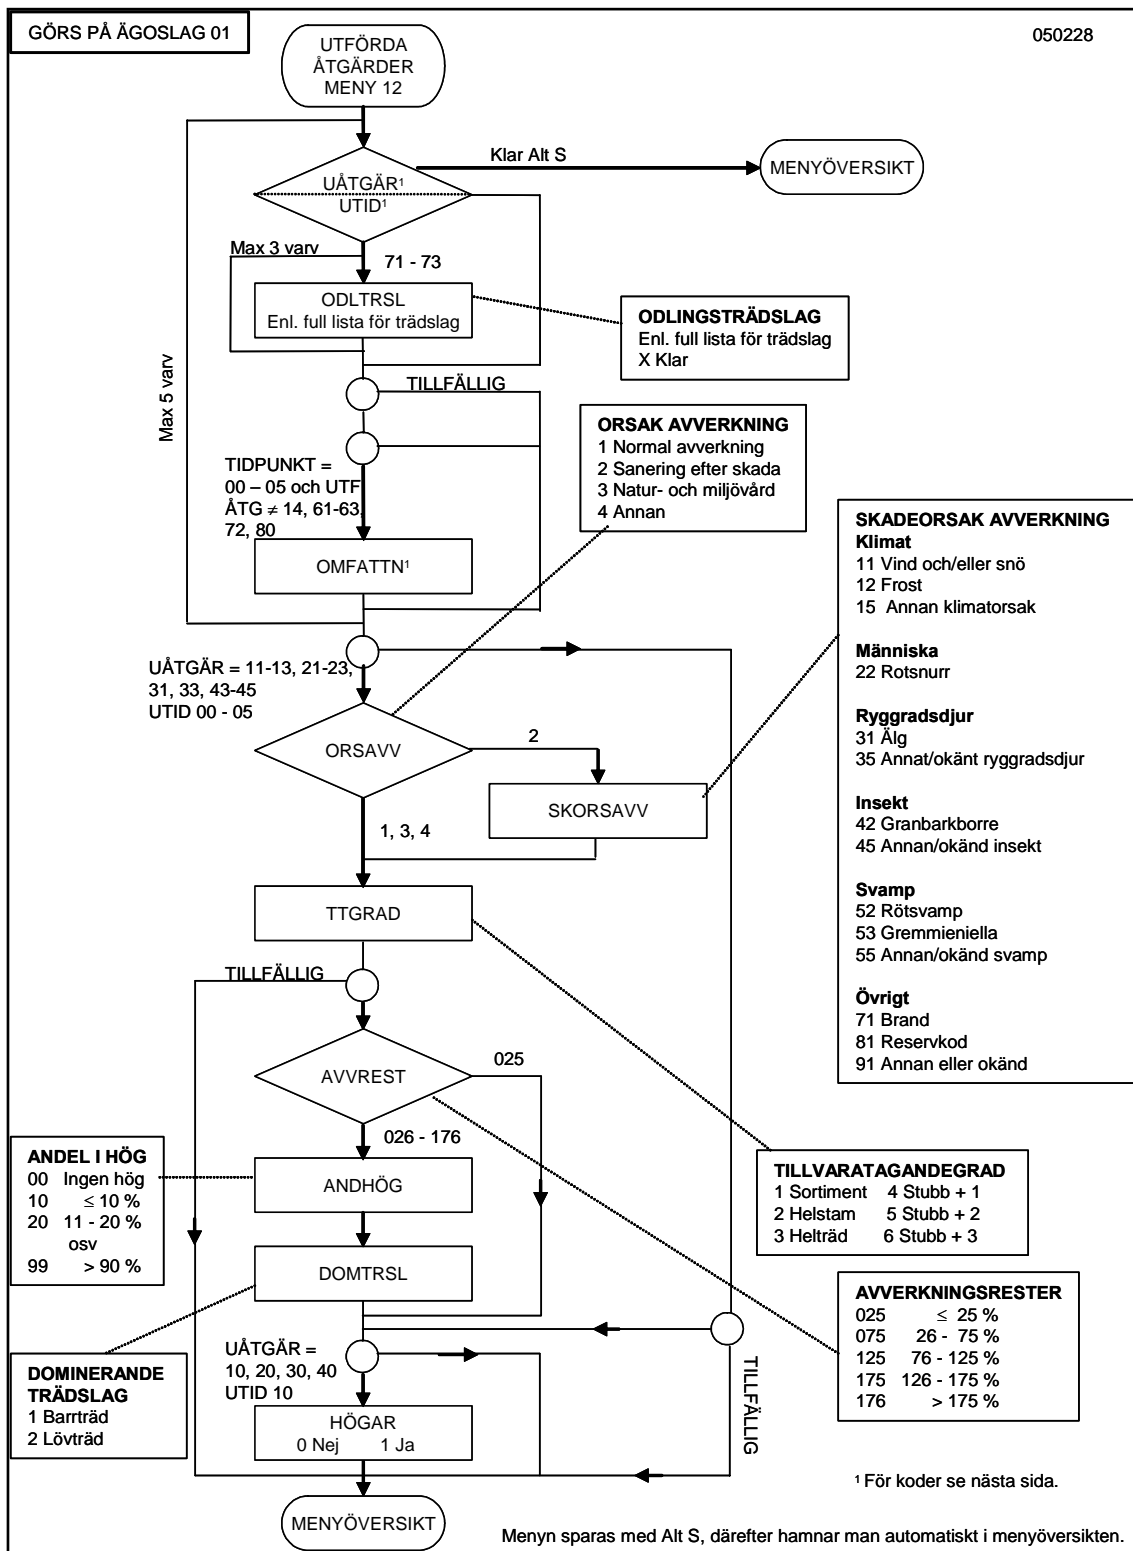 GÖRS PÅ ÄGOSLAG 01
050228
UTFÖRDA
ÅTGÄRDER
MENY 12
Klar Alt S
MENYÖVERSIKT
UÅTGÄR¹
UTID¹
Max 3 varv
71 - 73
ODLTRSL
Enl. full lista för trädslag
ODLINGSTRÄDSLAG
Enl. full lista för trädslag
X Klar
Max 5 varv
TILLFÄLLIG
ORSAK AVVERKNING
1 Normal avverkning
2 Sanering efter skada
3 Natur- och miljövård
4 Annan
TIDPUNKT =
00 – 05 och UTF
ÅTG ≠ 14, 61-63,
72, 80
OMFATTN¹
SKADEORSAK AVVERKNING
Klimat
11 Vind och/eller snö
12 Frost
15 Annan klimatorsak
Människa
22 Rotsnurr
Ryggradsdjur
31 Älg
35 Annat/okänt ryggradsdjur
Insekt
42 Granbarkborre
45 Annan/okänd insekt
Svamp
52 Rötsvamp
53 Gremmieniella
55 Annan/okänd svamp
Övrigt
71 Brand
81 Reservkod
91 Annan eller okänd
UÅTGÄR = 11-13, 21-23,
31, 33, 43-45
UTID 00 - 05
ORSAVV
2
SKORSAVV
1, 3, 4
TTGRAD
TILLFÄLLIG
AVVREST
025
026 - 176
ANDEL I HÖG
00 Ingen hög
10 ≤ 10 %
20 11 - 20 %
osv
99 > 90 %
ANDHÖG
TILLVARATAGANDEGRAD
1 Sortiment 4 Stubb + 1
2 Helstam 5 Stubb + 2
3 Helträd 6 Stubb + 3
DOMTRSL
AVVERKNINGSRESTER
025 ≤ 25 %
075 26 - 75 %
125 76 - 125 %
175 126 - 175 %
176 > 175 %
DOMINERANDE
TRÄDSLAG
1 Barrträd
2 Lövträd
UÅTGÄR =
10, 20, 30, 40
UTID 10
TILLFÄLLIG
HÖGAR
0 Nej 1 Ja
MENYÖVERSIKT
¹ För koder se nästa sida.
Menyn sparas med Alt S, därefter hamnar man automatiskt i menyöversikten.